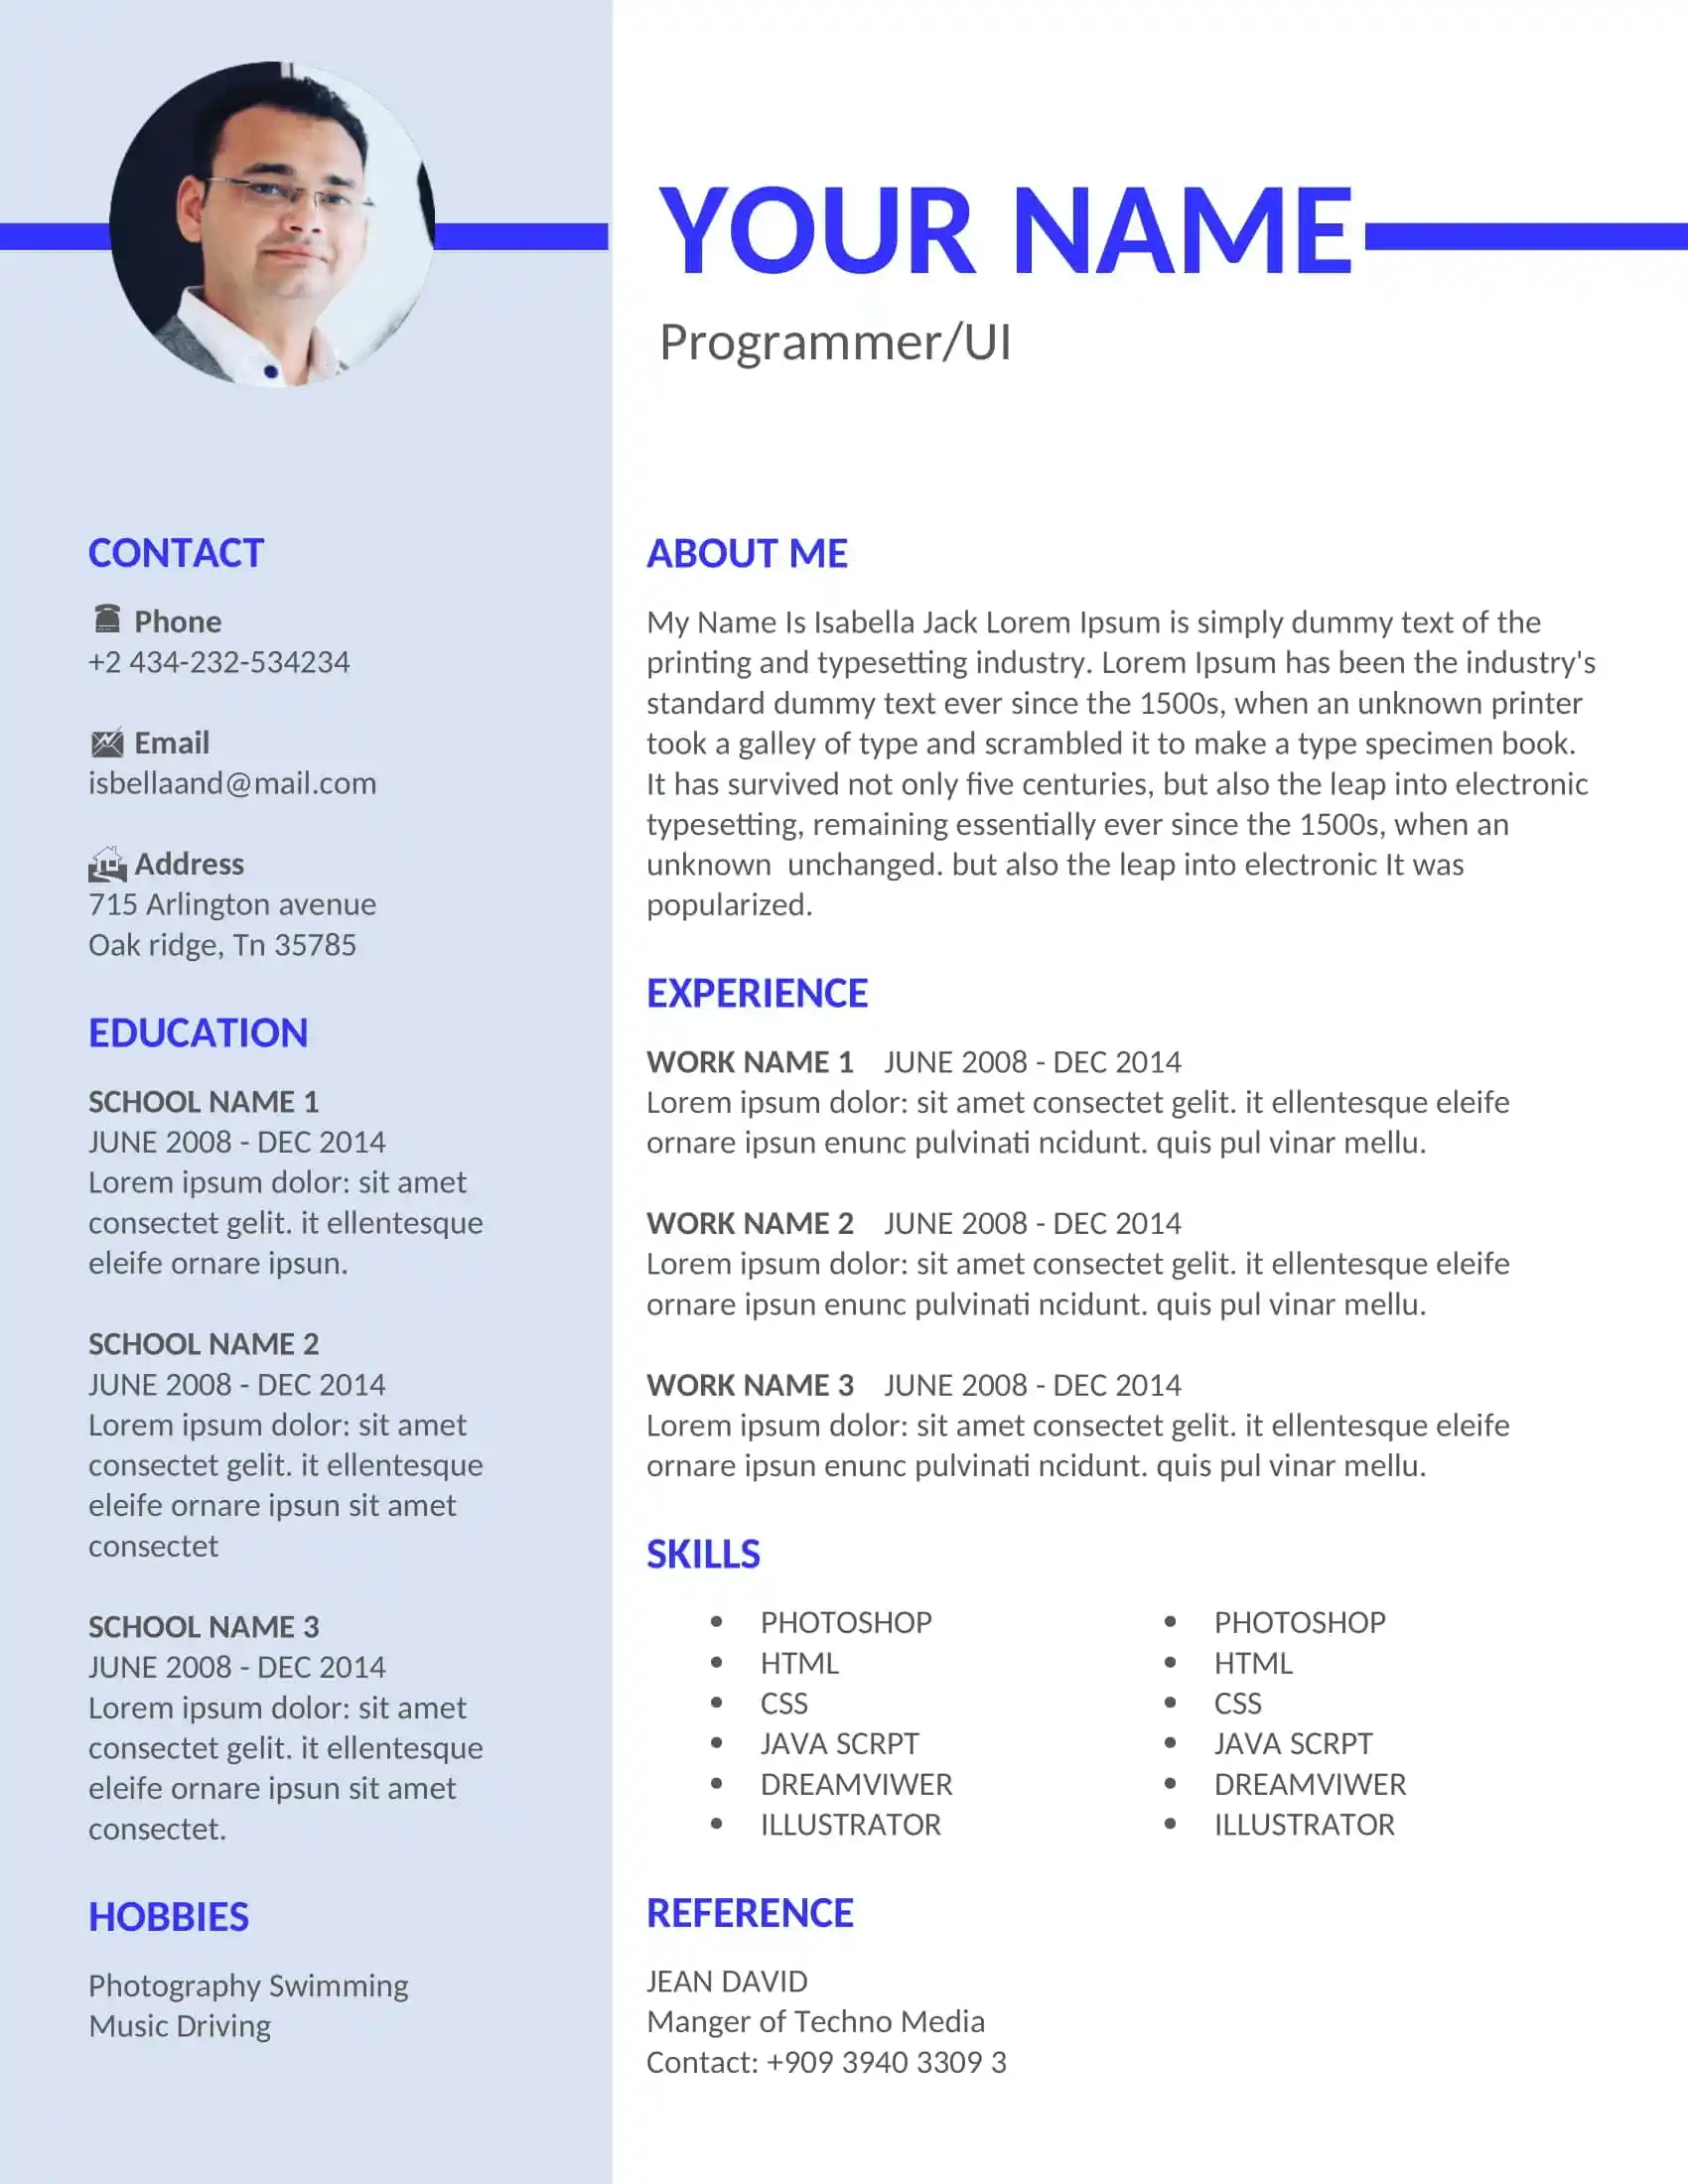 YOUR NAME
Programmer/UI
CONTACT
Phone
+2 434-232-534234
Email
isbellaand@mail.com
Address
715 Arlington avenue
Oak ridge, Tn 35785
EDUCATION
SCHOOL NAME 1
JUNE 2008 - DEC 2014
Lorem ipsum dolor: sit amet
consectet gelit. it ellentesque
eleife ornare ipsun.
SCHOOL NAME 2
JUNE 2008 - DEC 2014
Lorem ipsum dolor: sit amet
consectet gelit. it ellentesque
eleife ornare ipsun sit amet
consectet
SCHOOL NAME 3
JUNE 2008 - DEC 2014
Lorem ipsum dolor: sit amet
consectet gelit. it ellentesque
eleife ornare ipsun sit amet
consectet.
HOBBIES
Photography Swimming
Music Driving
ABOUT ME
My Name Is Isabella Jack Lorem Ipsum is simply dummy text of the
printing and typesetting industry. Lorem Ipsum has been the industry's
standard dummy text ever since the 1500s, when an unknown printer
took a galley of type and scrambled it to make a type specimen book.
It has survived not only five centuries, but also the leap into electronic
typesetting, remaining essentially ever since the 1500s, when an
unknown  unchanged. but also the leap into electronic It was
popularized.
EXPERIENCE
WORK NAME 1    JUNE 2008 - DEC 2014
Lorem ipsum dolor: sit amet consectet gelit. it ellentesque eleife
ornare ipsun enunc pulvinati ncidunt. quis pul vinar mellu.
WORK NAME 2    JUNE 2008 - DEC 2014
Lorem ipsum dolor: sit amet consectet gelit. it ellentesque eleife
ornare ipsun enunc pulvinati ncidunt. quis pul vinar mellu.
WORK NAME 3    JUNE 2008 - DEC 2014
Lorem ipsum dolor: sit amet consectet gelit. it ellentesque eleife
ornare ipsun enunc pulvinati ncidunt. quis pul vinar mellu.
SKILLS
• PHOTOSHOP
• HTML
• CSS
• JAVA SCRPT
• DREAMVIWER
• ILLUSTRATOR
• PHOTOSHOP
• HTML
• CSS
• JAVA SCRPT
• DREAMVIWER
• ILLUSTRATOR
REFERENCE
JEAN DAVID
Manger of Techno Media
Contact: +909 3940 3309 3